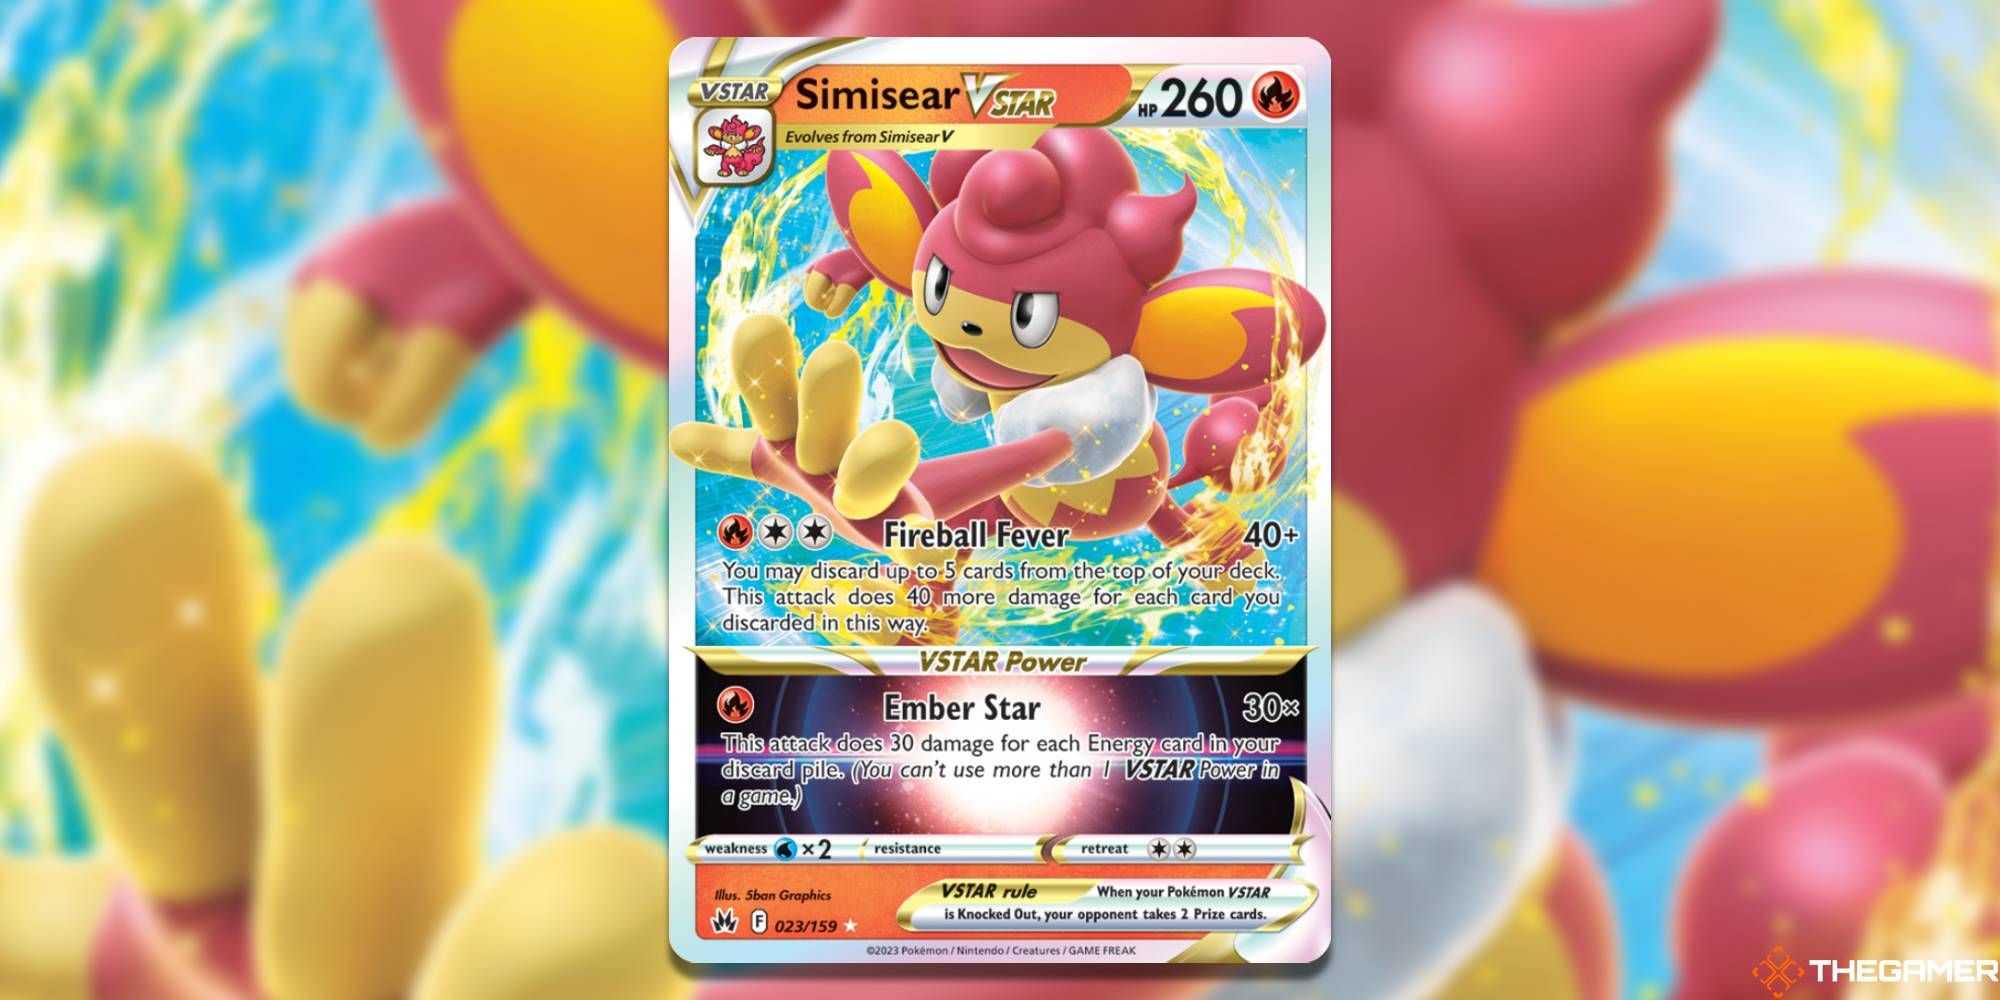 VSTAR
Simisear VSTAR
HP 260
Evolves from Simisear V
Fireball Fever 40+
You may discard up to 5 cards from the top of your deck.
This attack does 40 more damage for each card you
discarded in this way.
VSTAR Power
Ember Star 30×
This attack does 30 damage for each Energy card in your
discard pile. (You can't use more than 1 VSTAR Power in
a game.)
weakness ×2 resistance retreat
Illus. 5ban Graphics
VSTAR rule When your Pokémon VSTAR
is Knocked Out, your opponent takes 2 Prize cards.
F 023/159
©2023 Pokémon / Nintendo / Creatures / GAME FREAK
THEGAMER